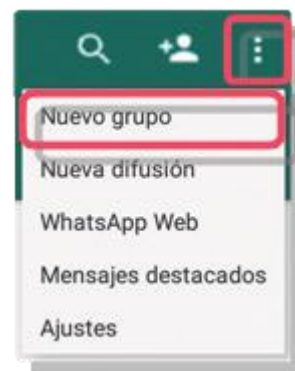 Nuevo grupo
Nueva difusión
WhatsApp Web
Mensajes destacados
Ajustes